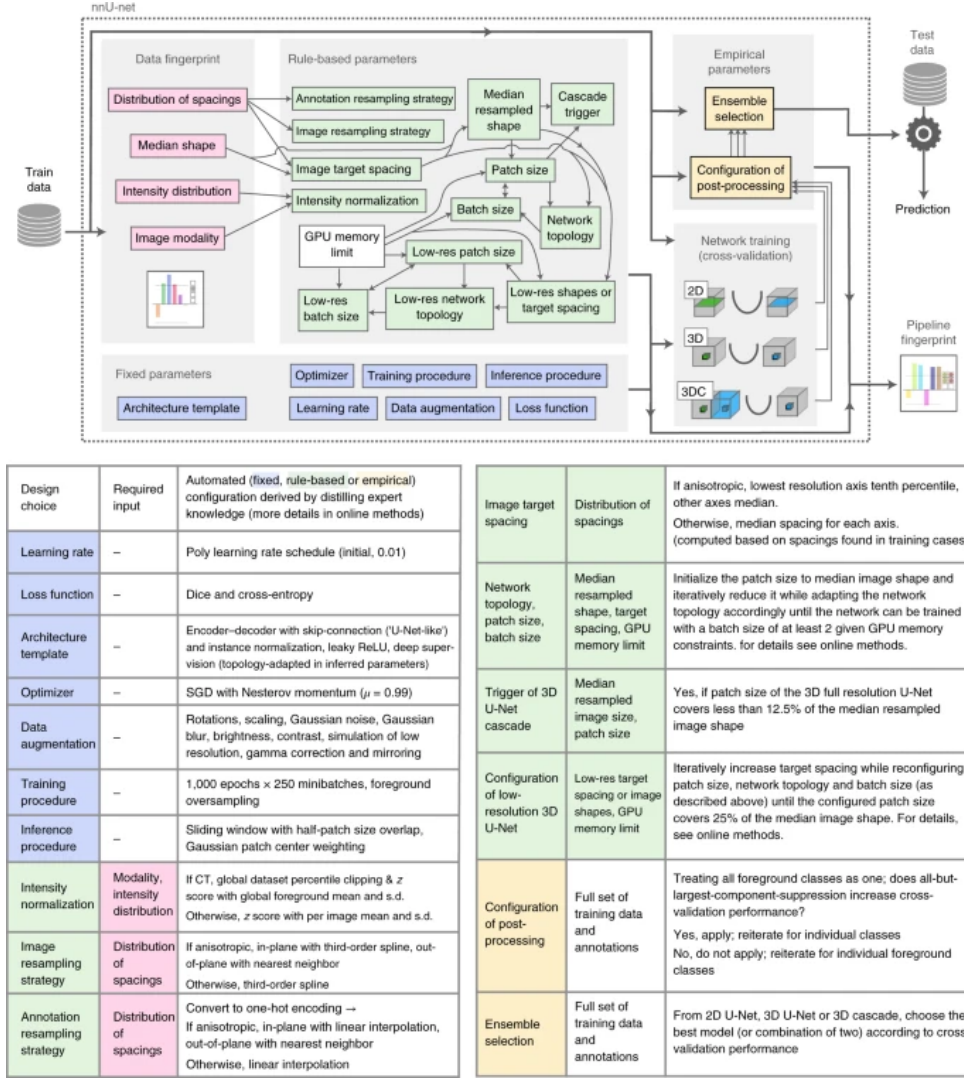 nnU-net
Data fingerprint
Distribution of spacings
Median shape
Intensity distribution
Image modality
Train
data
Rule-based parameters
Annotation resampling strategy
Image resampling strategy
Image target spacing
Intensity normalization
Median
resampled
shape
Cascade
trigger
Patch size
Batch size
Network
topology
GPU memory
limit
Low-res patch size
Low-res
batch size
Low-res network
topology
Low-res shapes or
target spacing
Empirical
parameters
Ensemble
selection
Configuration of
post-processing
Network training
(cross-validation)
2D
3D
3DC
Test
data
Prediction
Pipeline
fingerprint
Fixed parameters
Architecture template
Optimizer
Training procedure
Inference procedure
Learning rate
Data augmentation
Loss function
Design
choice
Required
input
Automated (fixed, rule-based or empirical)
configuration derived by distilling expert
knowledge (more details in online methods)
Learning rate
–
Poly learning rate schedule (initial, 0.01)
Loss function
–
Dice and cross-entropy
Architecture
template
–
Encoder–decoder with skip-connection ('U-Net-like')
and instance normalization, leaky ReLU, deep super-
vision (topology-adapted in inferred parameters)
Optimizer
–
SGD with Nesterov momentum (μ = 0.99)
Data
augmentation
–
Rotations, scaling, Gaussian noise, Gaussian
blur, brightness, contrast, simulation of low
resolution, gamma correction and mirroring
Training
procedure
–
1,000 epochs × 250 minibatches, foreground
oversampling
Inference
procedure
–
Sliding window with half-patch size overlap,
Gaussian patch center weighting
Intensity
normalization
Modality,
intensity
distribution
If CT, global dataset percentile clipping & z
score with global foreground mean and s.d.
Otherwise, z score with per image mean and s.d.
Image
resampling
strategy
Distribution
of
spacings
If anisotropic, in-plane with third-order spline, out-
of-plane with nearest neighbor
Otherwise, third-order spline
Annotation
resampling
strategy
Distribution
of
spacings
Convert to one-hot encoding →
If anisotropic, in-plane with linear interpolation,
out-of-plane with nearest neighbor
Otherwise, linear interpolation
Image target
spacing
Distribution
of spacings
If anisotropic, lowest resolution axis tenth percentile,
other axes median.
Otherwise, median spacing for each axis.
(computed based on spacings found in training cases
Network
topology,
patch size,
batch size
Median
resampled
shape, target
spacing, GPU
memory limit
Initialize the patch size to median image shape and
iteratively reduce it while adapting the network
topology accordingly until the network can be trained
with a batch size of at least 2 given GPU memory
constraints. for details see online methods.
Trigger of 3D
U-Net
cascade
Median
resampled
image size,
patch size
Yes, if patch size of the 3D full resolution U-Net
covers less than 12.5% of the median resampled
image shape
Configuration
of low-
resolution 3D
U-Net
Low-res target
spacing or image
shapes, GPU
memory limit
Iteratively increase target spacing while reconfiguring
patch size, network topology and batch size (as
described above) until the configured patch size
covers 25% of the median image shape. For details,
see online methods.
Configuration
of post-
processing
Full set of
training data
and
annotations
Treating all foreground classes as one; does all-but-
largest-component-suppression increase cross-
validation performance?
Yes, apply; reiterate for individual classes
No, do not apply; reiterate for individual foreground
classes
Ensemble
selection
Full set of
training data
and
annotations
From 2D U-Net, 3D U-Net or 3D cascade, choose the
best model (or combination of two) according to cross
validation performance